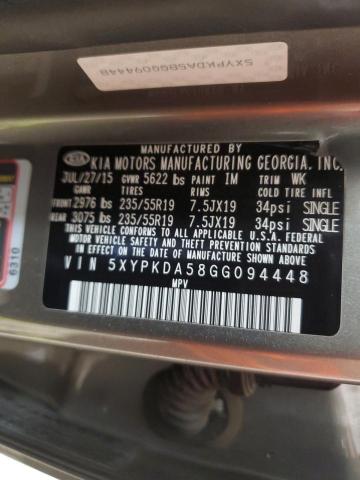 5XYPKDA58GG094448
MANUFACTURED BY
KIA KIA MOTORS MANUFACTURING GEORGIA, INC.
JUL/27/15 GVWR 5622 lbs PAINT IM TRIM WK
GAWR TIRES RIMS COLD TIRE INFL
FRONT 2976 lbs 235/55R19 7.5JX19 34psi SINGLE
REAR 3075 lbs 235/55R19 7.5JX19 34psi SINGLE
THIS VEHICLE CONFORMS TO ALL APPLICABLE U.S.A. FEDERAL
MOTOR VEHICLE SAFETY AND THEFT PREVENTION STANDARDS
IN EFFECT ON THE DATE OF MANUFACTURE SHOWN ABOVE.
VIN 5XYPKDA58GG094448
MPV
6310